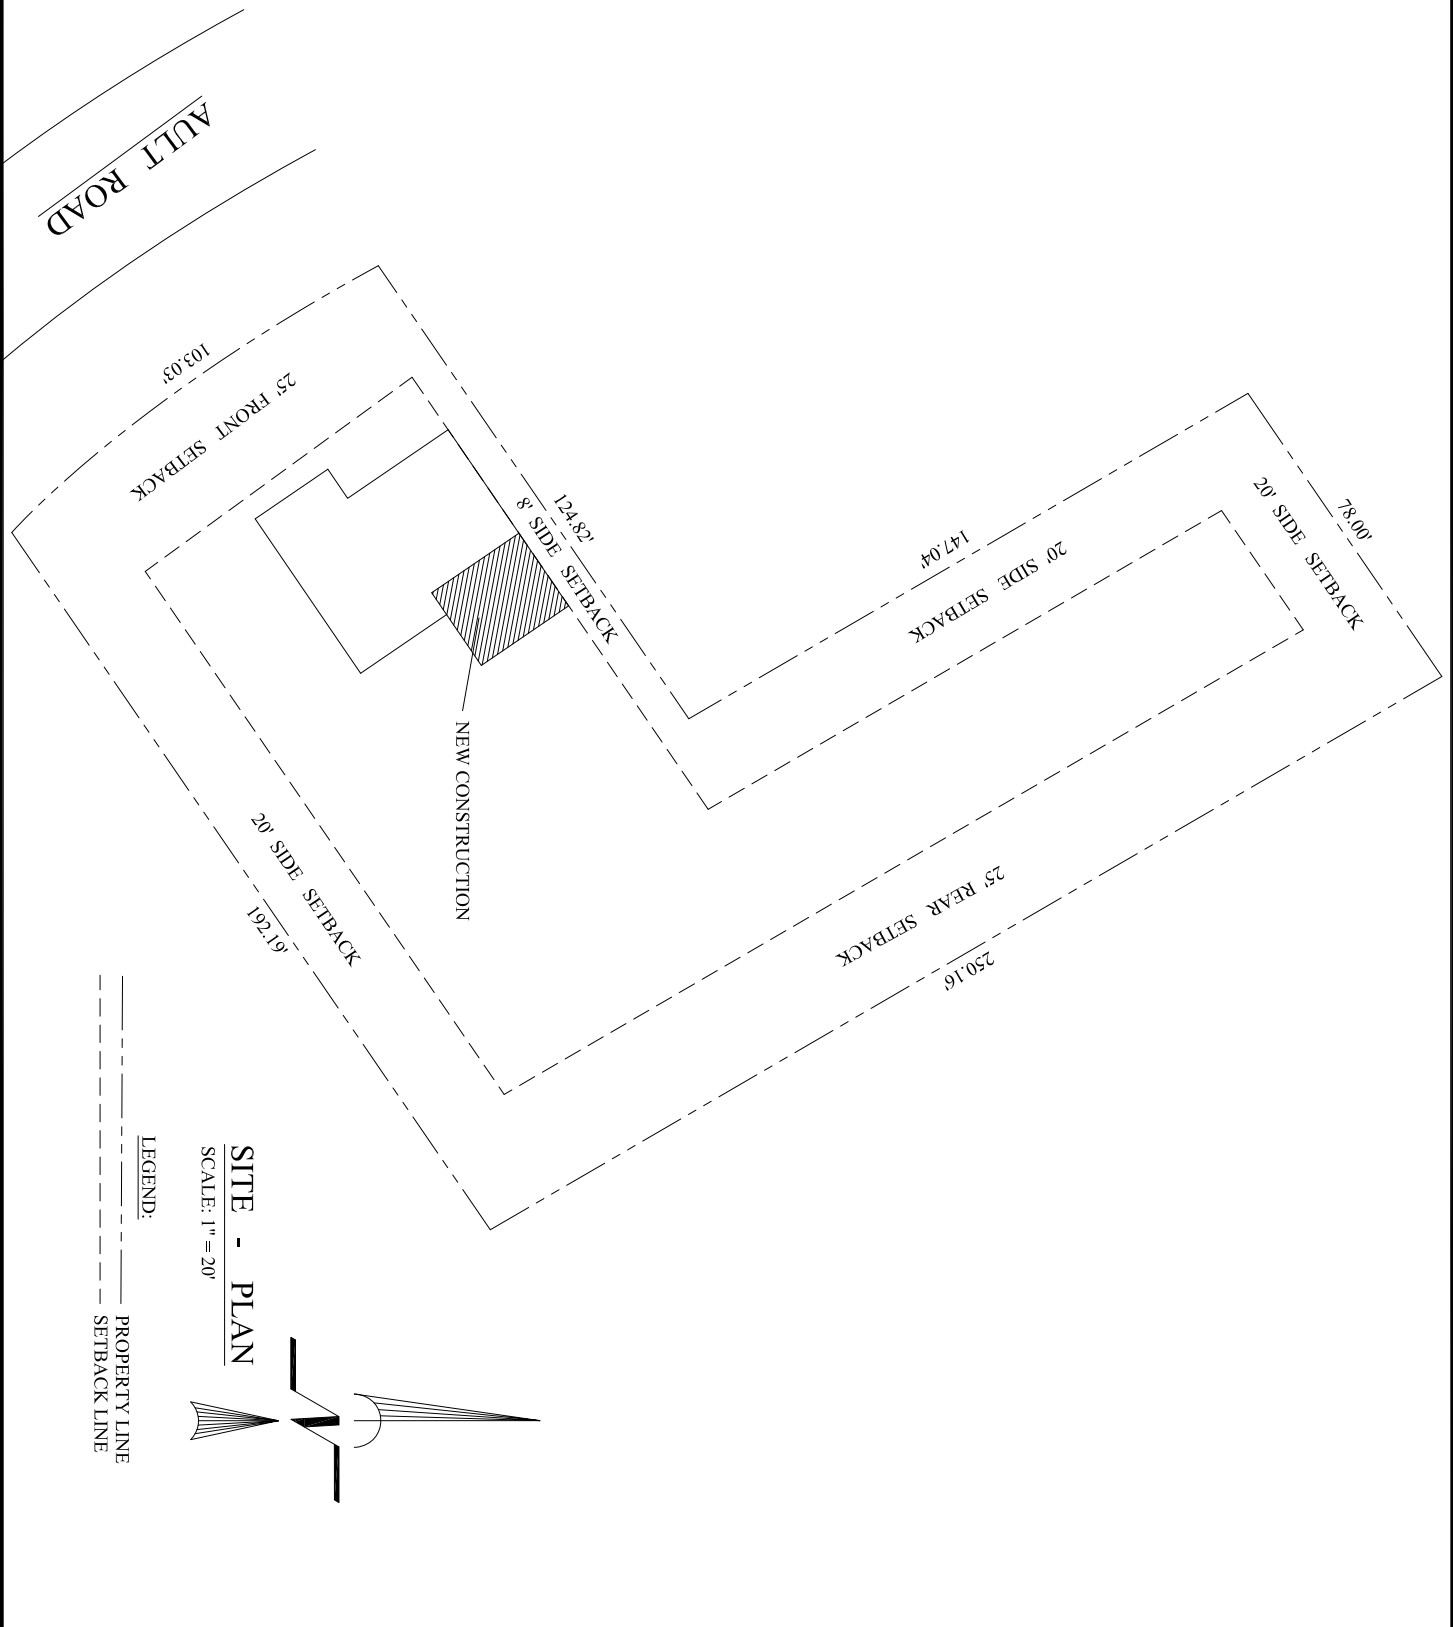 AULT ROAD
103.03'
25' FRONT SETBACK
124.82'
8' SIDE SETBACK
147.04'
20' SIDE SETBACK
78.00'
20' SIDE SETBACK
NEW CONSTRUCTION
25' REAR SETBACK
250.16'
20' SIDE SETBACK
192.19'
SITE - PLAN
SCALE: 1" = 20'
LEGEND:
PROPERTY LINE
SETBACK LINE